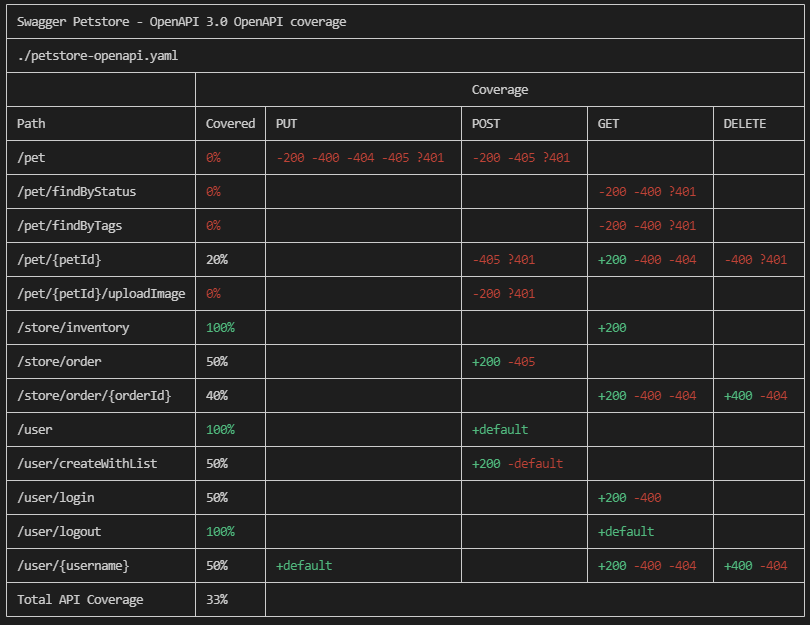 Swagger Petstore - OpenAPI 3.0 OpenAPI coverage
./petstore-openapi.yaml
Coverage
Path Covered PUT POST GET DELETE
/pet 0% -200 -400 -404 -405 ?401 -200 -405 ?401
/pet/findByStatus 0% -200 -400 ?401
/pet/findByTags 0% -200 -400 ?401
/pet/{petId} 20% -405 ?401 +200 -400 -404 -400 ?401
/pet/{petId}/uploadImage 0% -200 ?401
/store/inventory 100% +200
/store/order 50% +200 -405
/store/order/{orderId} 40% +200 -400 -404 +400 -404
/user 100% +default
/user/createWithList 50% +200 -default
/user/login 50% +200 -400
/user/logout 100% +default
/user/{username} 50% +default +200 -400 -404 +400 -404
Total API Coverage 33%